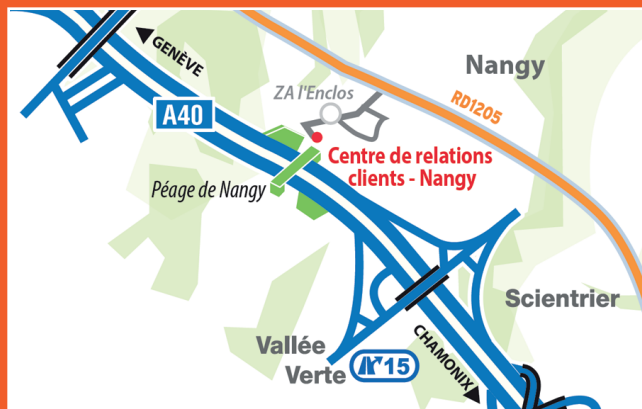 GENÈVE
Nangy
ZA l'Enclos
RD1205
A40
Centre de relations
clients - Nangy
Péage de Nangy
Scientrier
Vallée
Verte
15
CHAMONIX